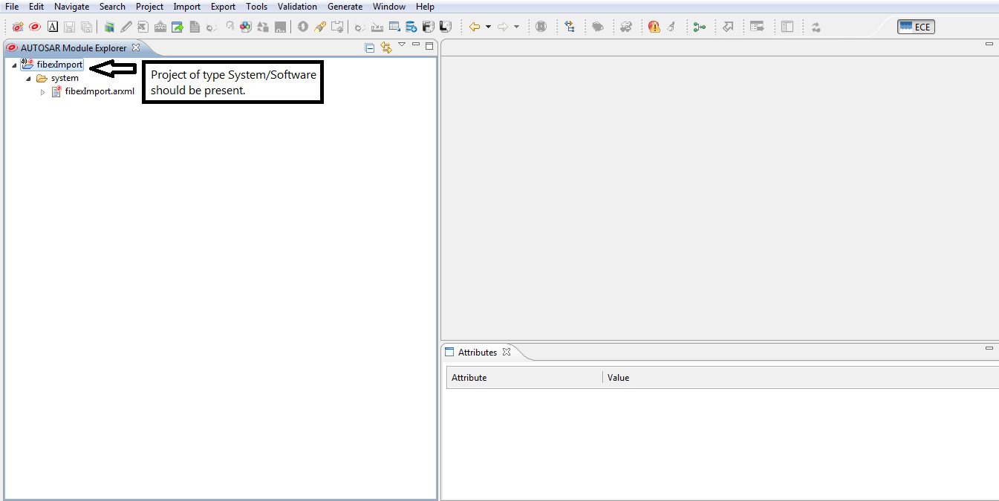 File Edit Navigate Search Project Import Export Tools Validation Generate Window Help
A
ECE
AUTOSAR Module Explorer
fibexImport
system
fibexImport.arxml
Project of type System/Software
should be present.
Attributes
Attribute Value